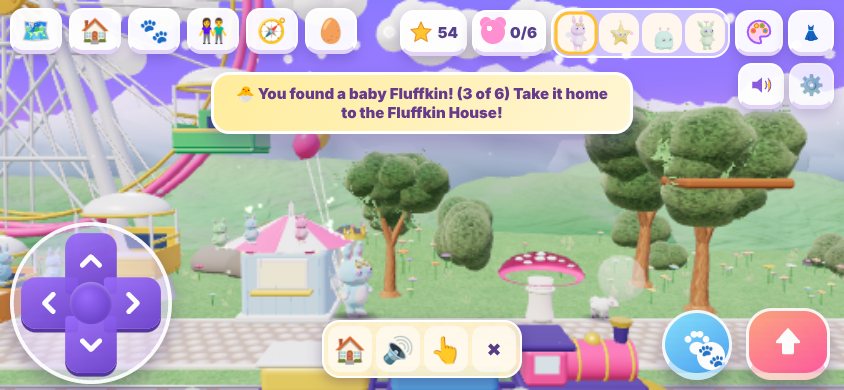 54
0/6
🐣 You found a baby Fluffkin! (3 of 6) Take it home
to the Fluffkin House!